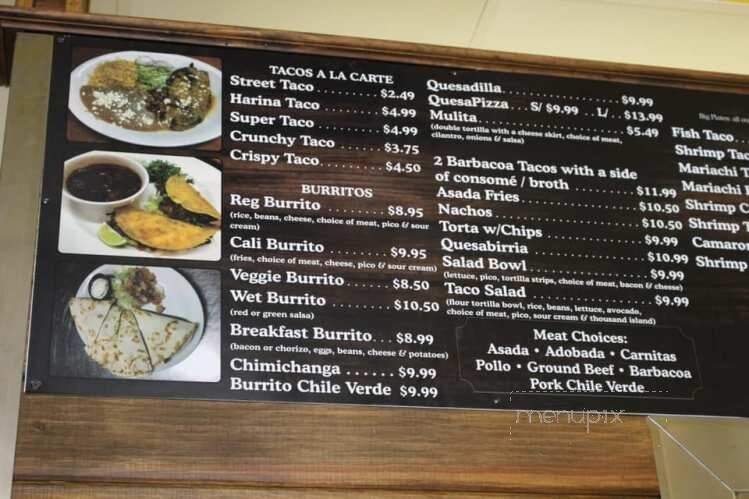 TACOS A LA CARTE
Street Taco ......... $2.49
Harina Taco ......... $4.99
Super Taco ......... $4.99
Crunchy Taco ....... $3.75
Crispy Taco......... $4.50
BURRITOS
Reg Burrito ........ $8.95
(rice, beans, cheese, choice of meat, pico & sour
cream)
Cali Burrito ........ $9.95
(fries, choice of meat, cheese, pico & sour cream)
Veggie Burrito ...... $8.50
Wet Burrito ........ $10.50
(red or green salsa)
Breakfast Burrito... $8.99
(bacon or chorizo, eggs, beans, cheese & potatoes)
Chimichanga ...... $9.99
Burrito Chile Verde $9.99
Quesadilla ............ $9.99
QuesaPizza ... S/ $9.99 .. L/ .. $13.99
Mulita.................. $5.49
(double tortilla with a cheese skirt, choice of meat,
cilantro, onions & salsa)
2 Barbacoa Tacos with a side
of consomé / broth ......... $11.99
Asada Fries............ $10.50
Nachos ............... $10.50
Torta w/Chips ......... $9.99
Quesabirria ........... $10.99
Salad Bowl............. $9.99
(lettuce, pico, tortilla strips, choice of meat, bacon & cheese)
Taco Salad ............ $9.99
(flour tortilla bowl, rice, beans, lettuce, avocado,
choice of meat, pico, sour cream & thousand island)
Meat Choices:
Asada • Adobada • Carnitas
Pollo • Ground Beef • Barbacoa
Pork Chile Verde
Big Plates all
Fish Taco..
Shrimp Tac
Mariachi T
Mariachi
Shrimp C
Shrimp T
Camaron
Shrimp
menupix